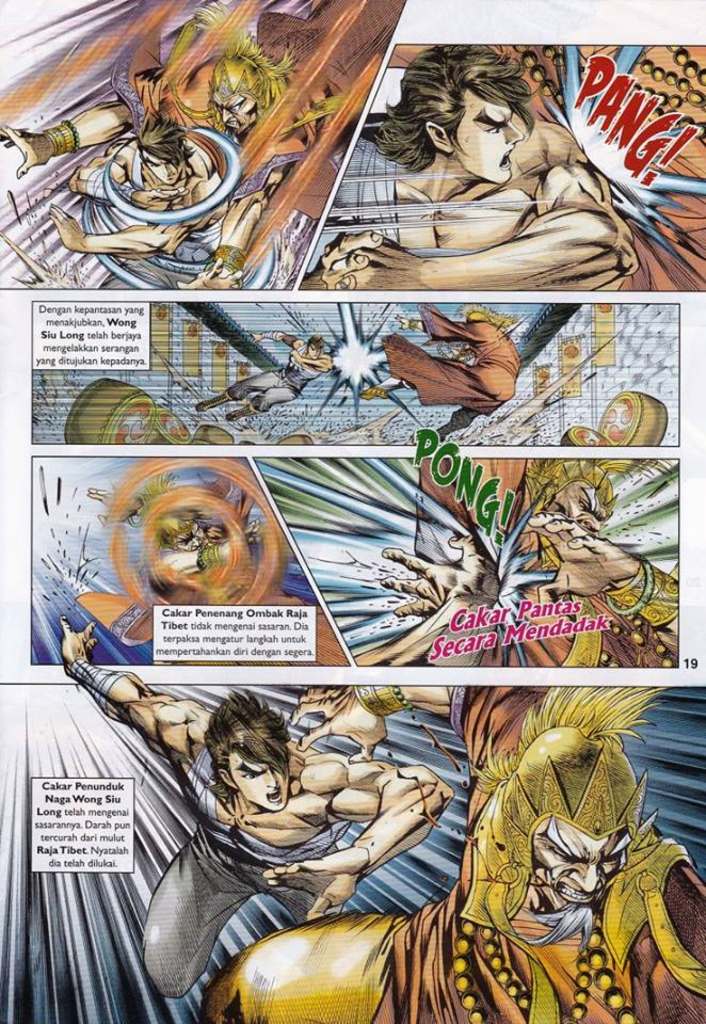 PANG!
Dengan kepantasan yang
menakjubkan, Wong
Siu Long telah berjaya
mengelakkan serangan
yang ditujukan kepadanya.
PONG!
Cakar Penenang Ombak Raja
Tibet tidak mengenai sasaran. Dia
terpaksa mengatur langkah untuk
mempertahankan diri dengan segera.
Cakar Pantas
Secara Mendadak
19
Cakar Penunduk
Naga Wong Siu
Long telah mengenai
sasarannya. Darah pun
tercurah dari mulut
Raja Tibet. Nyatalah
dia telah dilukai.